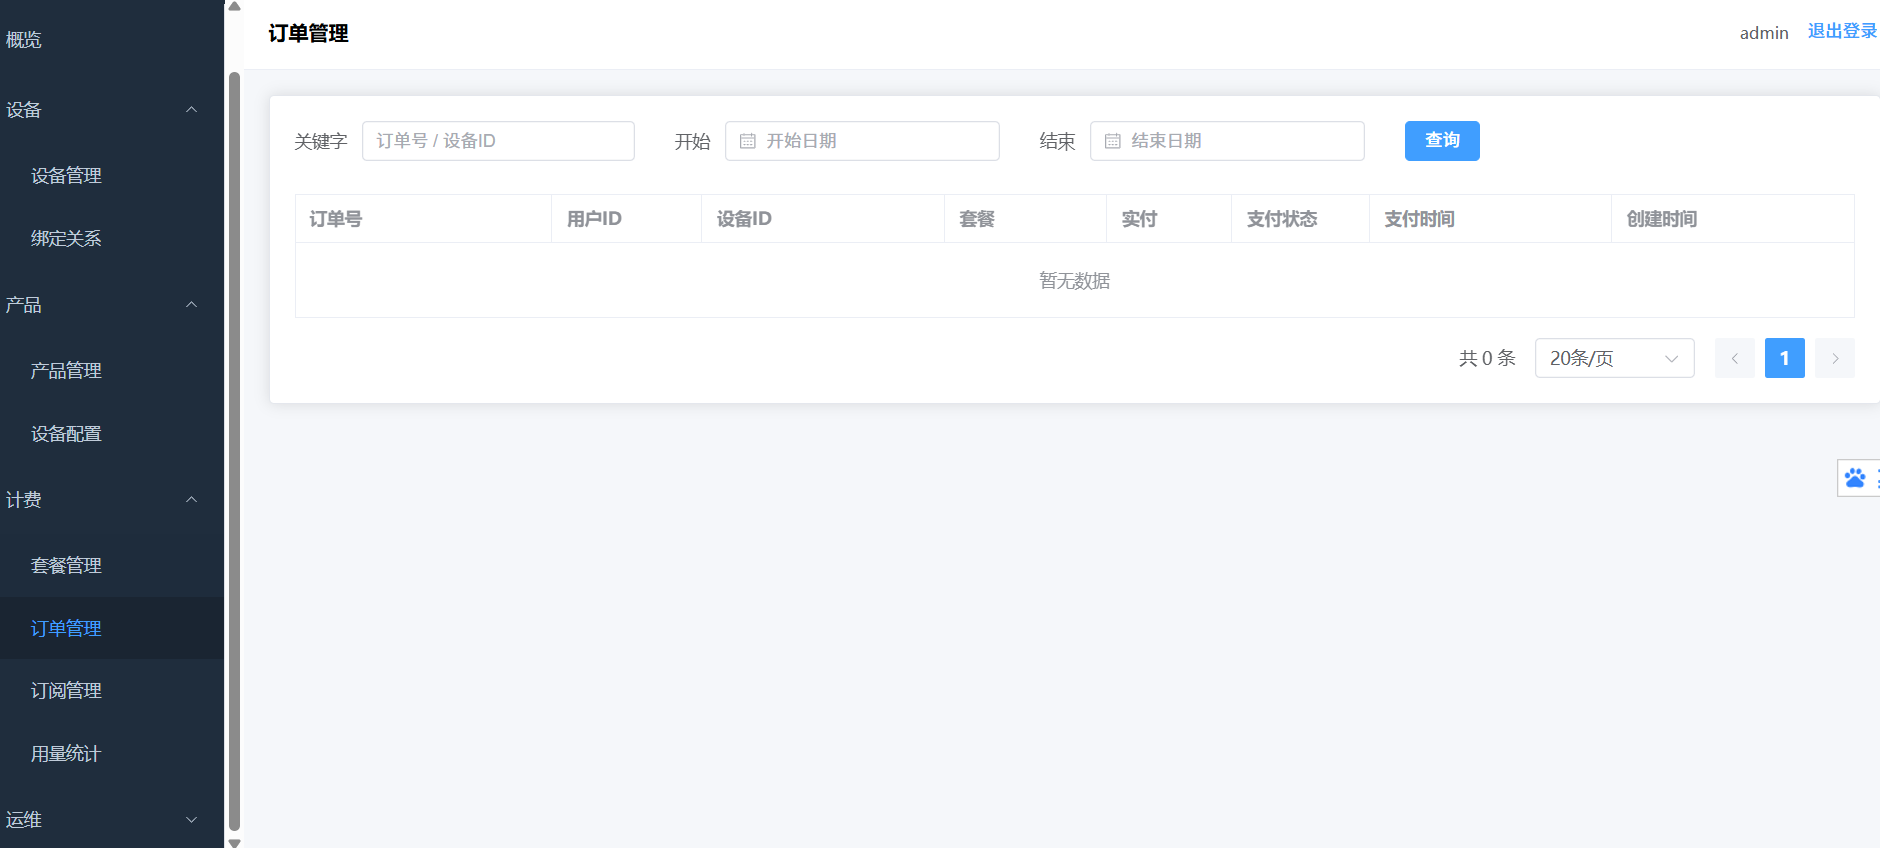 概览
设备
设备管理
绑定关系
产品
产品管理
设备配置
计费
套餐管理
订单管理
订阅管理
用量统计
运维
订单管理
admin 退出登录
关键字 订单号 / 设备ID 开始 开始日期 结束 结束日期 查询
订单号 用户ID 设备ID 套餐 实付 支付状态 支付时间 创建时间
暂无数据
共 0 条 20条/页 1